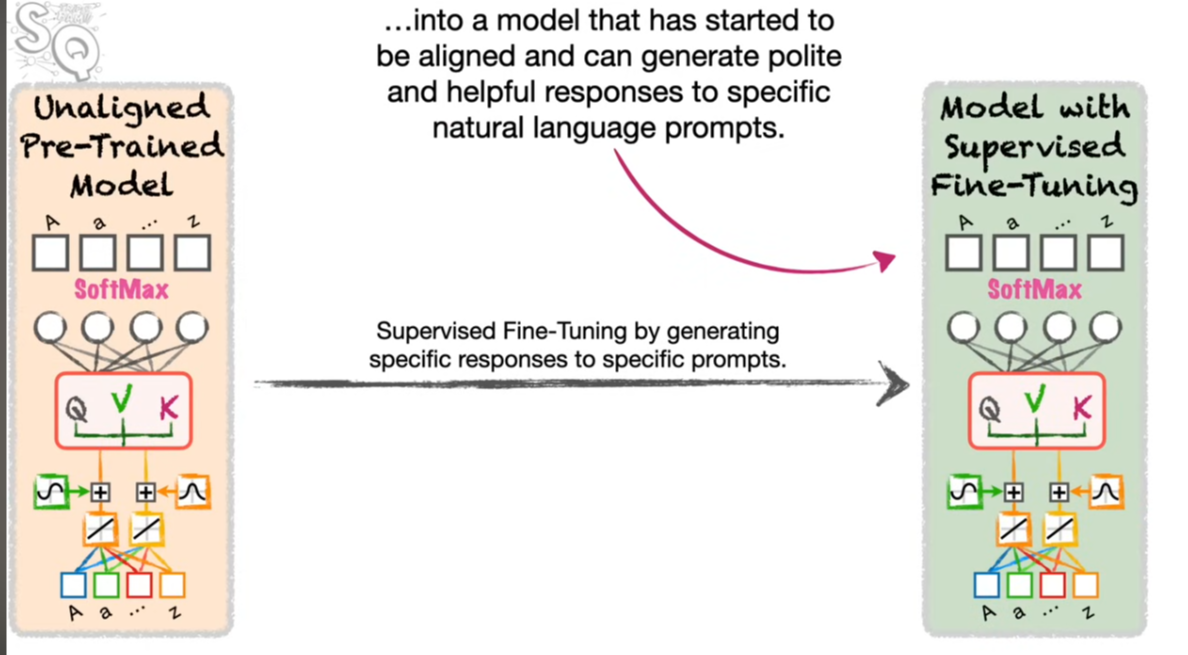 SQ
...into a model that has started to
be aligned and can generate polite
and helpful responses to specific
natural language prompts.
Unaligned
Pre-Trained
Model
A a ... z
SoftMax
Q V K
A a ... z
Supervised Fine-Tuning by generating
specific responses to specific prompts.
Model with
Supervised
Fine-Tuning
A a ... z
SoftMax
Q V K
A a ... z